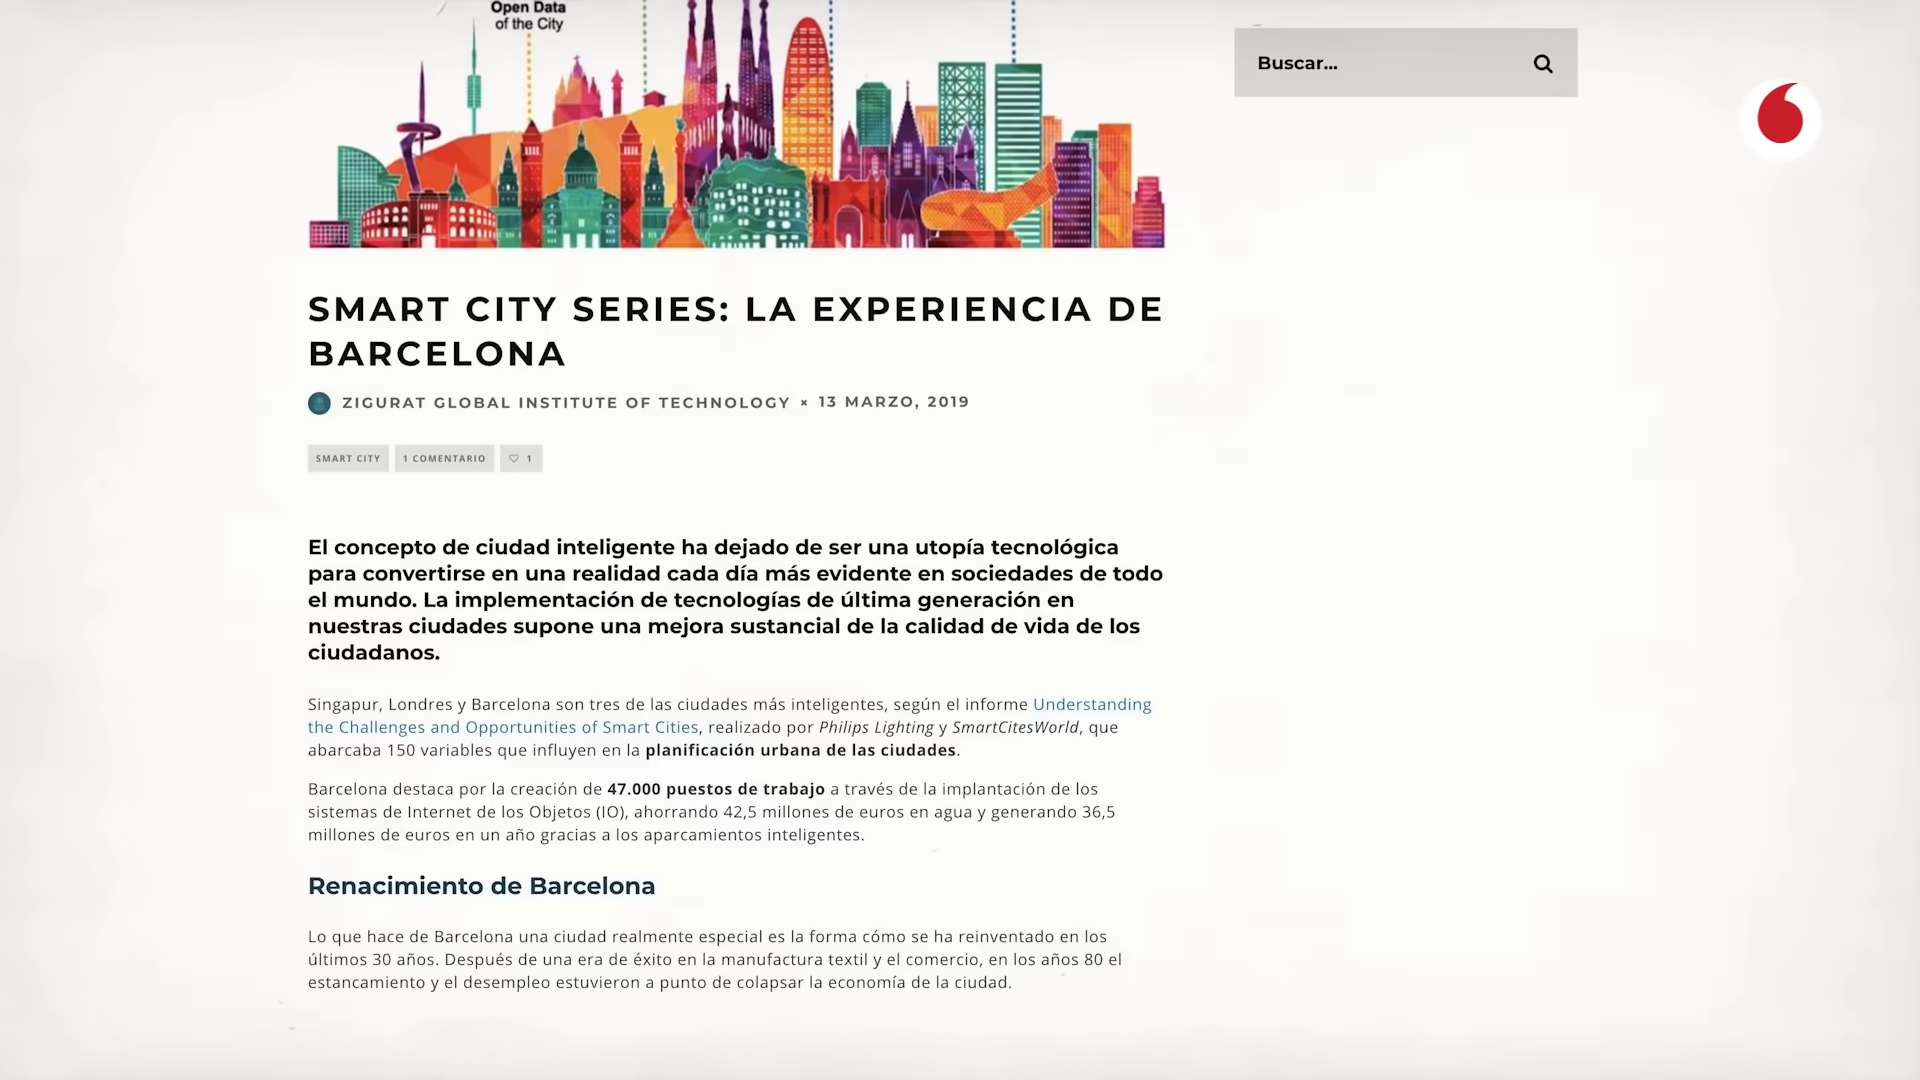 Open Data
of the City
Buscar...
SMART CITY SERIES: LA EXPERIENCIA DE
BARCELONA
ZIGURAT GLOBAL INSTITUTE OF TECHNOLOGY × 13 MARZO, 2019
SMART CITY 1 COMENTARIO 1
El concepto de ciudad inteligente ha dejado de ser una utopía tecnológica
para convertirse en una realidad cada día más evidente en sociedades de todo
el mundo. La implementación de tecnologías de última generación en
nuestras ciudades supone una mejora sustancial de la calidad de vida de los
ciudadanos.
Singapur, Londres y Barcelona son tres de las ciudades más inteligentes, según el informe Understanding
the Challenges and Opportunities of Smart Cities, realizado por Philips Lighting y SmartCitesWorld, que
abarcaba 150 variables que influyen en la planificación urbana de las ciudades.
Barcelona destaca por la creación de 47.000 puestos de trabajo a través de la implantación de los
sistemas de Internet de los Objetos (IO), ahorrando 42,5 millones de euros en agua y generando 36,5
millones de euros en un año gracias a los aparcamientos inteligentes.
Renacimiento de Barcelona
Lo que hace de Barcelona una ciudad realmente especial es la forma cómo se ha reinventado en los
últimos 30 años. Después de una era de éxito en la manufactura textil y el comercio, en los años 80 el
estancamiento y el desempleo estuvieron a punto de colapsar la economía de la ciudad.